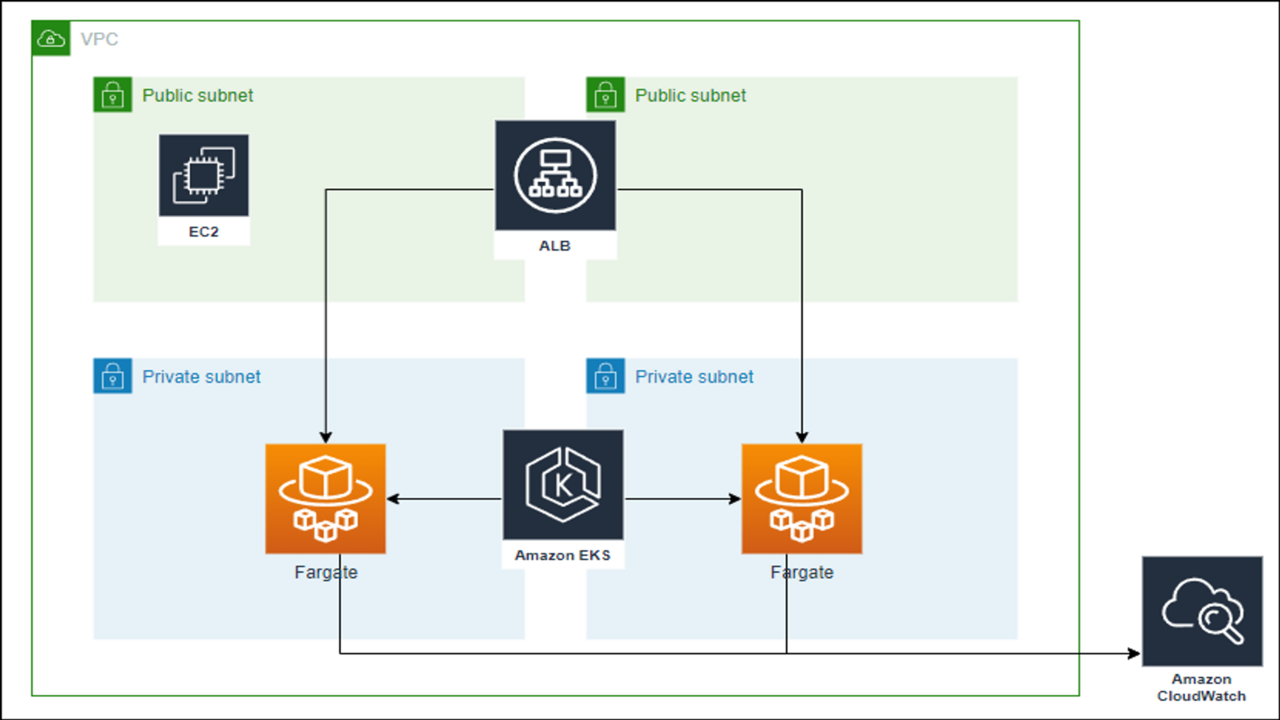 VPC
Public subnet
Public subnet
EC2
ALB
Private subnet
Private subnet
K
Amazon EKS
Fargate
Fargate
Amazon
CloudWatch